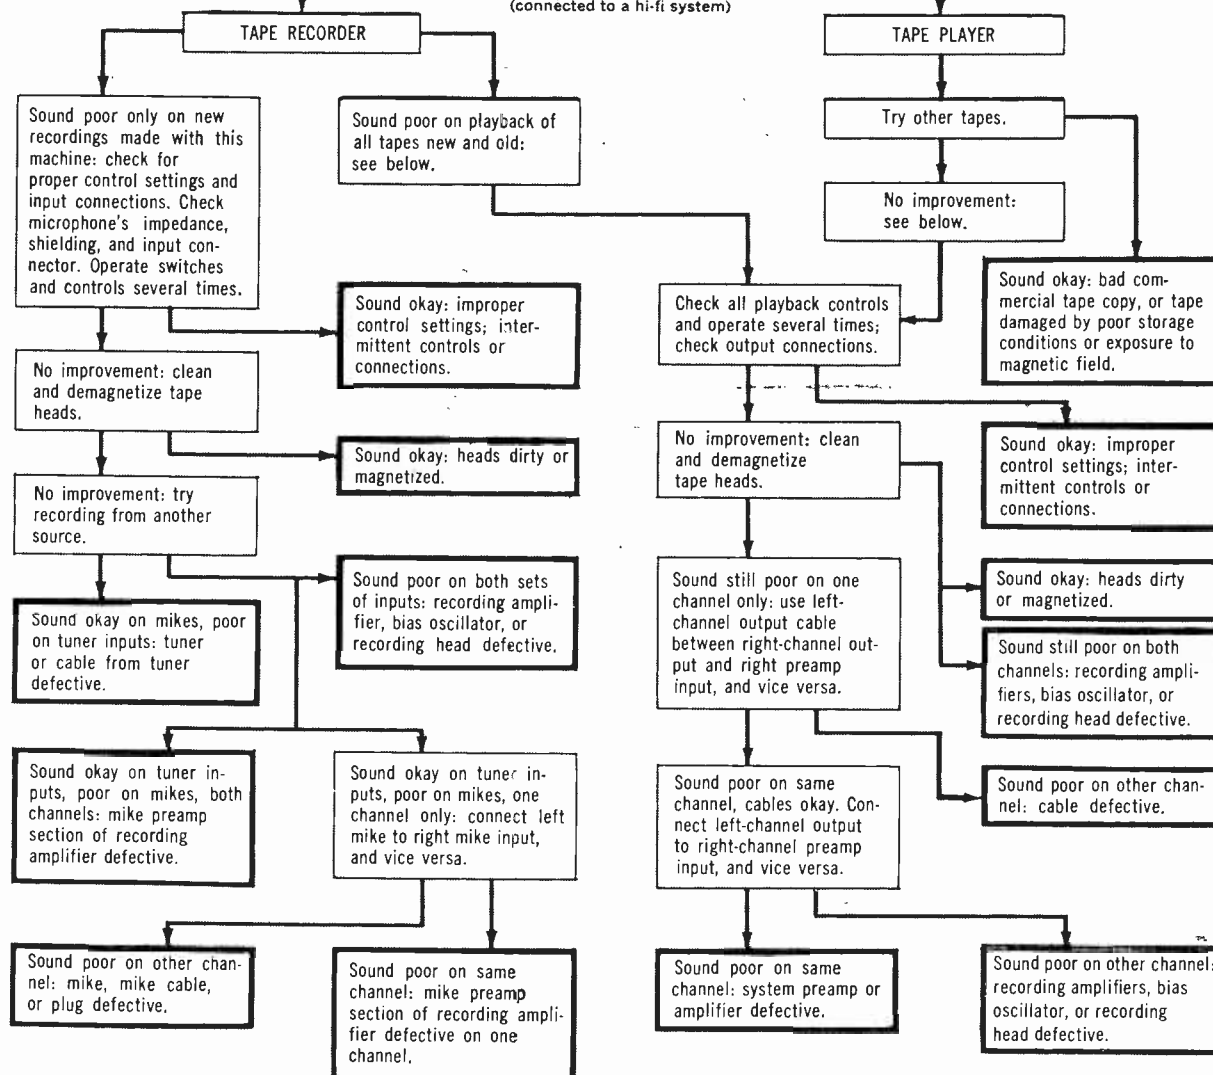 (connected to a hi-fi system)
TAPE RECORDER
TAPE PLAYER
Sound poor only on new
recordings made with this
machine: check for
proper control settings and
input connections. Check
microphone's impedance,
shielding, and input con-
nector. Operate switches
and controls several times.
Sound poor on playback of
all tapes new and old:
see below.
Try other tapes.
No improvement:
see below.
Sound okay: improper
control settings; inter-
mittent controls or
connections.
Check all playback controls
and operate several times;
check output connections.
Sound okay: bad com-
mercial tape copy, or tape
damaged by poor storage
conditions or exposure to
magnetic field.
No improvement: clean
and demagnetize tape
heads.
Sound okay: heads dirty or
magnetized.
No improvement: clean
and demagnetize
tape heads.
Sound okay: improper
control settings; inter-
mittent controls or
connections.
No improvement: try
recording from another
source.
Sound poor on both sets
of inputs: recording ampli-
fier, bias oscillator, or
recording head defective.
Sound still poor on one
channel only: use left-
channel output cable
between right-channel out-
put and right preamp
input, and vice versa.
Sound okay: heads dirty
or magnetized.
Sound okay on mikes, poor
on tuner inputs: tuner
or cable from tuner
defective.
Sound still poor on both
channels: recording ampli-
fiers, bias oscillator, or
recording head defective.
Sound okay on tuner in-
puts, poor on mikes, both
channels: mike preamp
section of recording
amplifier defective.
Sound okay on tuner in-
puts, poor on mikes, one
channel only: connect left
mike to right mike input,
and vice versa.
Sound poor on same
channel, cables okay. Con-
nect left-channel output
to right-channel preamp
input, and vice versa.
Sound poor on other chan-
nel: cable defective.
Sound poor on other chan-
nel: mike, mike cable,
or plug defective.
Sound poor on same
channel: mike preamp
section of recording ampli-
fier defective on one
channel.
Sound poor on same
channel: system preamp or
amplifier defective.
Sound poor on other channel:
recording amplifiers, bias
oscillator, or recording
head defective.